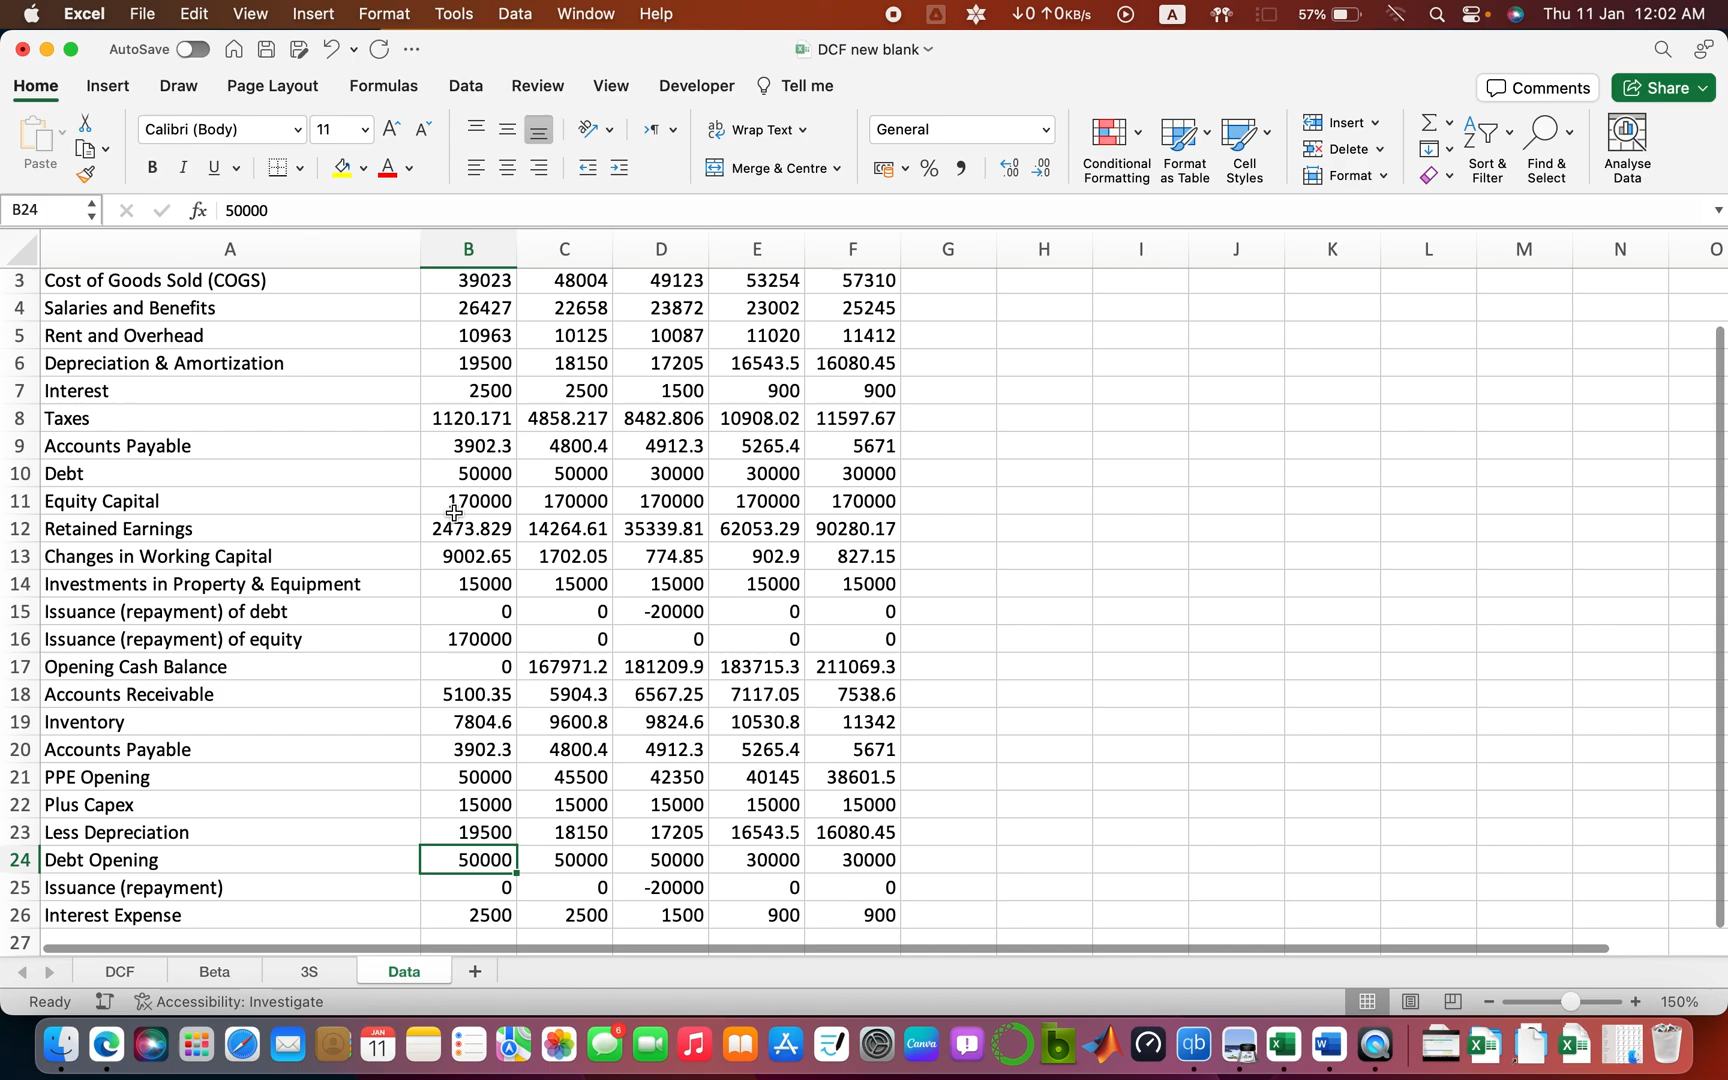 Excel File Edit View Insert Format Tools Data Window Help ↓0 ↑0KB/s A 57% Thu 11 Jan 12:02 AM
AutoSave DCF new blank
Home Insert Draw Page Layout Formulas Data Review View Developer Tell me Comments Share
Paste Calibri (Body) 11 Wrap Text General Conditional Formatting Format as Table Cell Styles Insert Sort & Filter Find & Select Analyse Data
B I U A Merge & Centre % Delete
Format
B24 fx 50000
A B C D E F G H I J K L M N O
3 Cost of Goods Sold (COGS) 39023 48004 49123 53254 57310
4 Salaries and Benefits 26427 22658 23872 23002 25245
5 Rent and Overhead 10963 10125 10087 11020 11412
6 Depreciation & Amortization 19500 18150 17205 16543.5 16080.45
7 Interest 2500 2500 1500 900 900
8 Taxes 1120.171 4858.217 8482.806 10908.02 11597.67
9 Accounts Payable 3902.3 4800.4 4912.3 5265.4 5671
10 Debt 50000 50000 30000 30000 30000
11 Equity Capital 170000 170000 170000 170000 170000
12 Retained Earnings 2473.829 14264.61 35339.81 62053.29 90280.17
13 Changes in Working Capital 9002.65 1702.05 774.85 902.9 827.15
14 Investments in Property & Equipment 15000 15000 15000 15000 15000
15 Issuance (repayment) of debt 0 0 -20000 0 0
16 Issuance (repayment) of equity 170000 0 0 0 0
17 Opening Cash Balance 0 167971.2 181209.9 183715.3 211069.3
18 Accounts Receivable 5100.35 5904.3 6567.25 7117.05 7538.6
19 Inventory 7804.6 9600.8 9824.6 10530.8 11342
20 Accounts Payable 3902.3 4800.4 4912.3 5265.4 5671
21 PPE Opening 50000 45500 42350 40145 38601.5
22 Plus Capex 15000 15000 15000 15000 15000
23 Less Depreciation 19500 18150 17205 16543.5 16080.45
24 Debt Opening 50000 50000 50000 30000 30000
25 Issuance (repayment) 0 0 -20000 0 0
26 Interest Expense 2500 2500 1500 900 900
27
DCF Beta 3S Data
Ready Accessibility: Investigate 150%
JAN 11 6 Canva qb